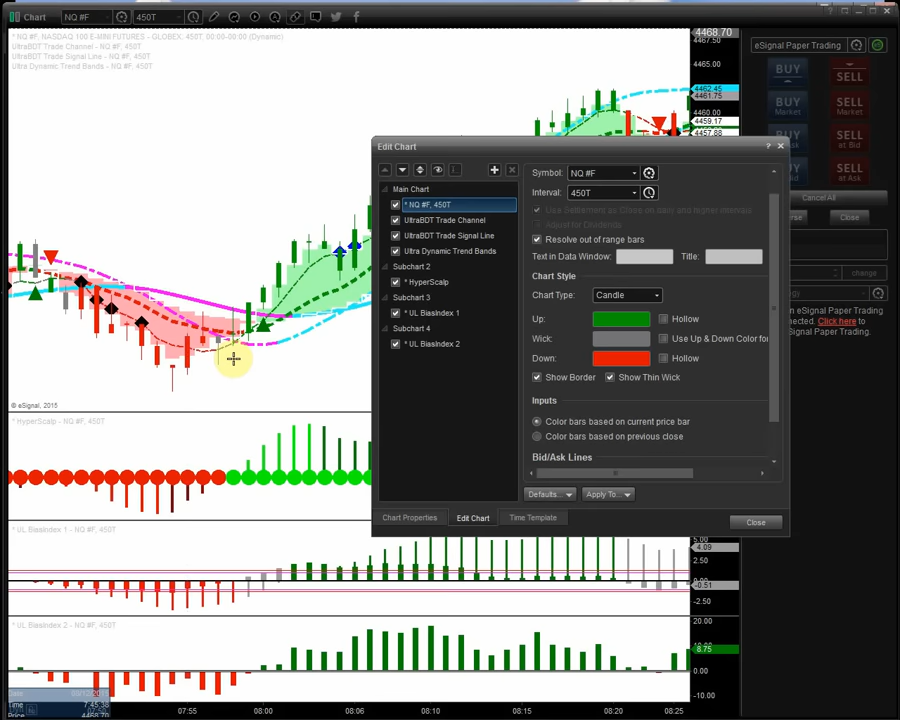 Chart NQ #F 450T
* NQ #F, NASDAQ 100 E-MINI FUTURES - GLOBEX, 450T, 00:00-00:00 (Dynamic)
UltraBDT Trade Channel - NQ #F, 450T
UltraBDT Trade Signal Line - NQ #F, 450T
Ultra Dynamic Trend Bands - NQ #F, 450T
4468.70
4467.50
4465.00
4462.45
4461.75
4460.00
4459.17
4457.88
eSignal Paper Trading
BUY SELL
BUY Market SELL Market
BUY SELL at Bid
SELL at Ask
Cancel All
Close
change
Click here to
Trading.
Edit Chart
Main Chart
* NQ #F, 450T
UltraBDT Trade Channel
UltraBDT Trade Signal Line
Ultra Dynamic Trend Bands
Subchart 2
* HyperScalp
Subchart 3
* UL BiasIndex 1
Subchart 4
* UL BiasIndex 2
Symbol: NQ #F
Interval: 450T
Use Settlement as Close on daily and higher intervals
Adjust for Dividends
Resolve out of range bars
Text in Data Window: Title:
Chart Style
Chart Type: Candle
Up: Hollow
Wick: Use Up & Down Color for
Down: Hollow
Show Border Show Thin Wick
Inputs
Color bars based on current price bar
Color bars based on previous close
Bid/Ask Lines
Defaults... Apply To...
Chart Properties Edit Chart Time Template Close
© eSignal, 2015
* HyperScalp - NQ #F, 450T
* UL BiasIndex 1 - NQ #F, 450T
5.00
4.09
2.50
0.00
-0.51
-2.50
* UL BiasIndex 2 - NQ #F, 450T
20.00
8.75
0.00
-10.00
Time 7:45:38
Price 4468.70
07:55 08:00 08:06 08:10 08:15 08:20 08:25